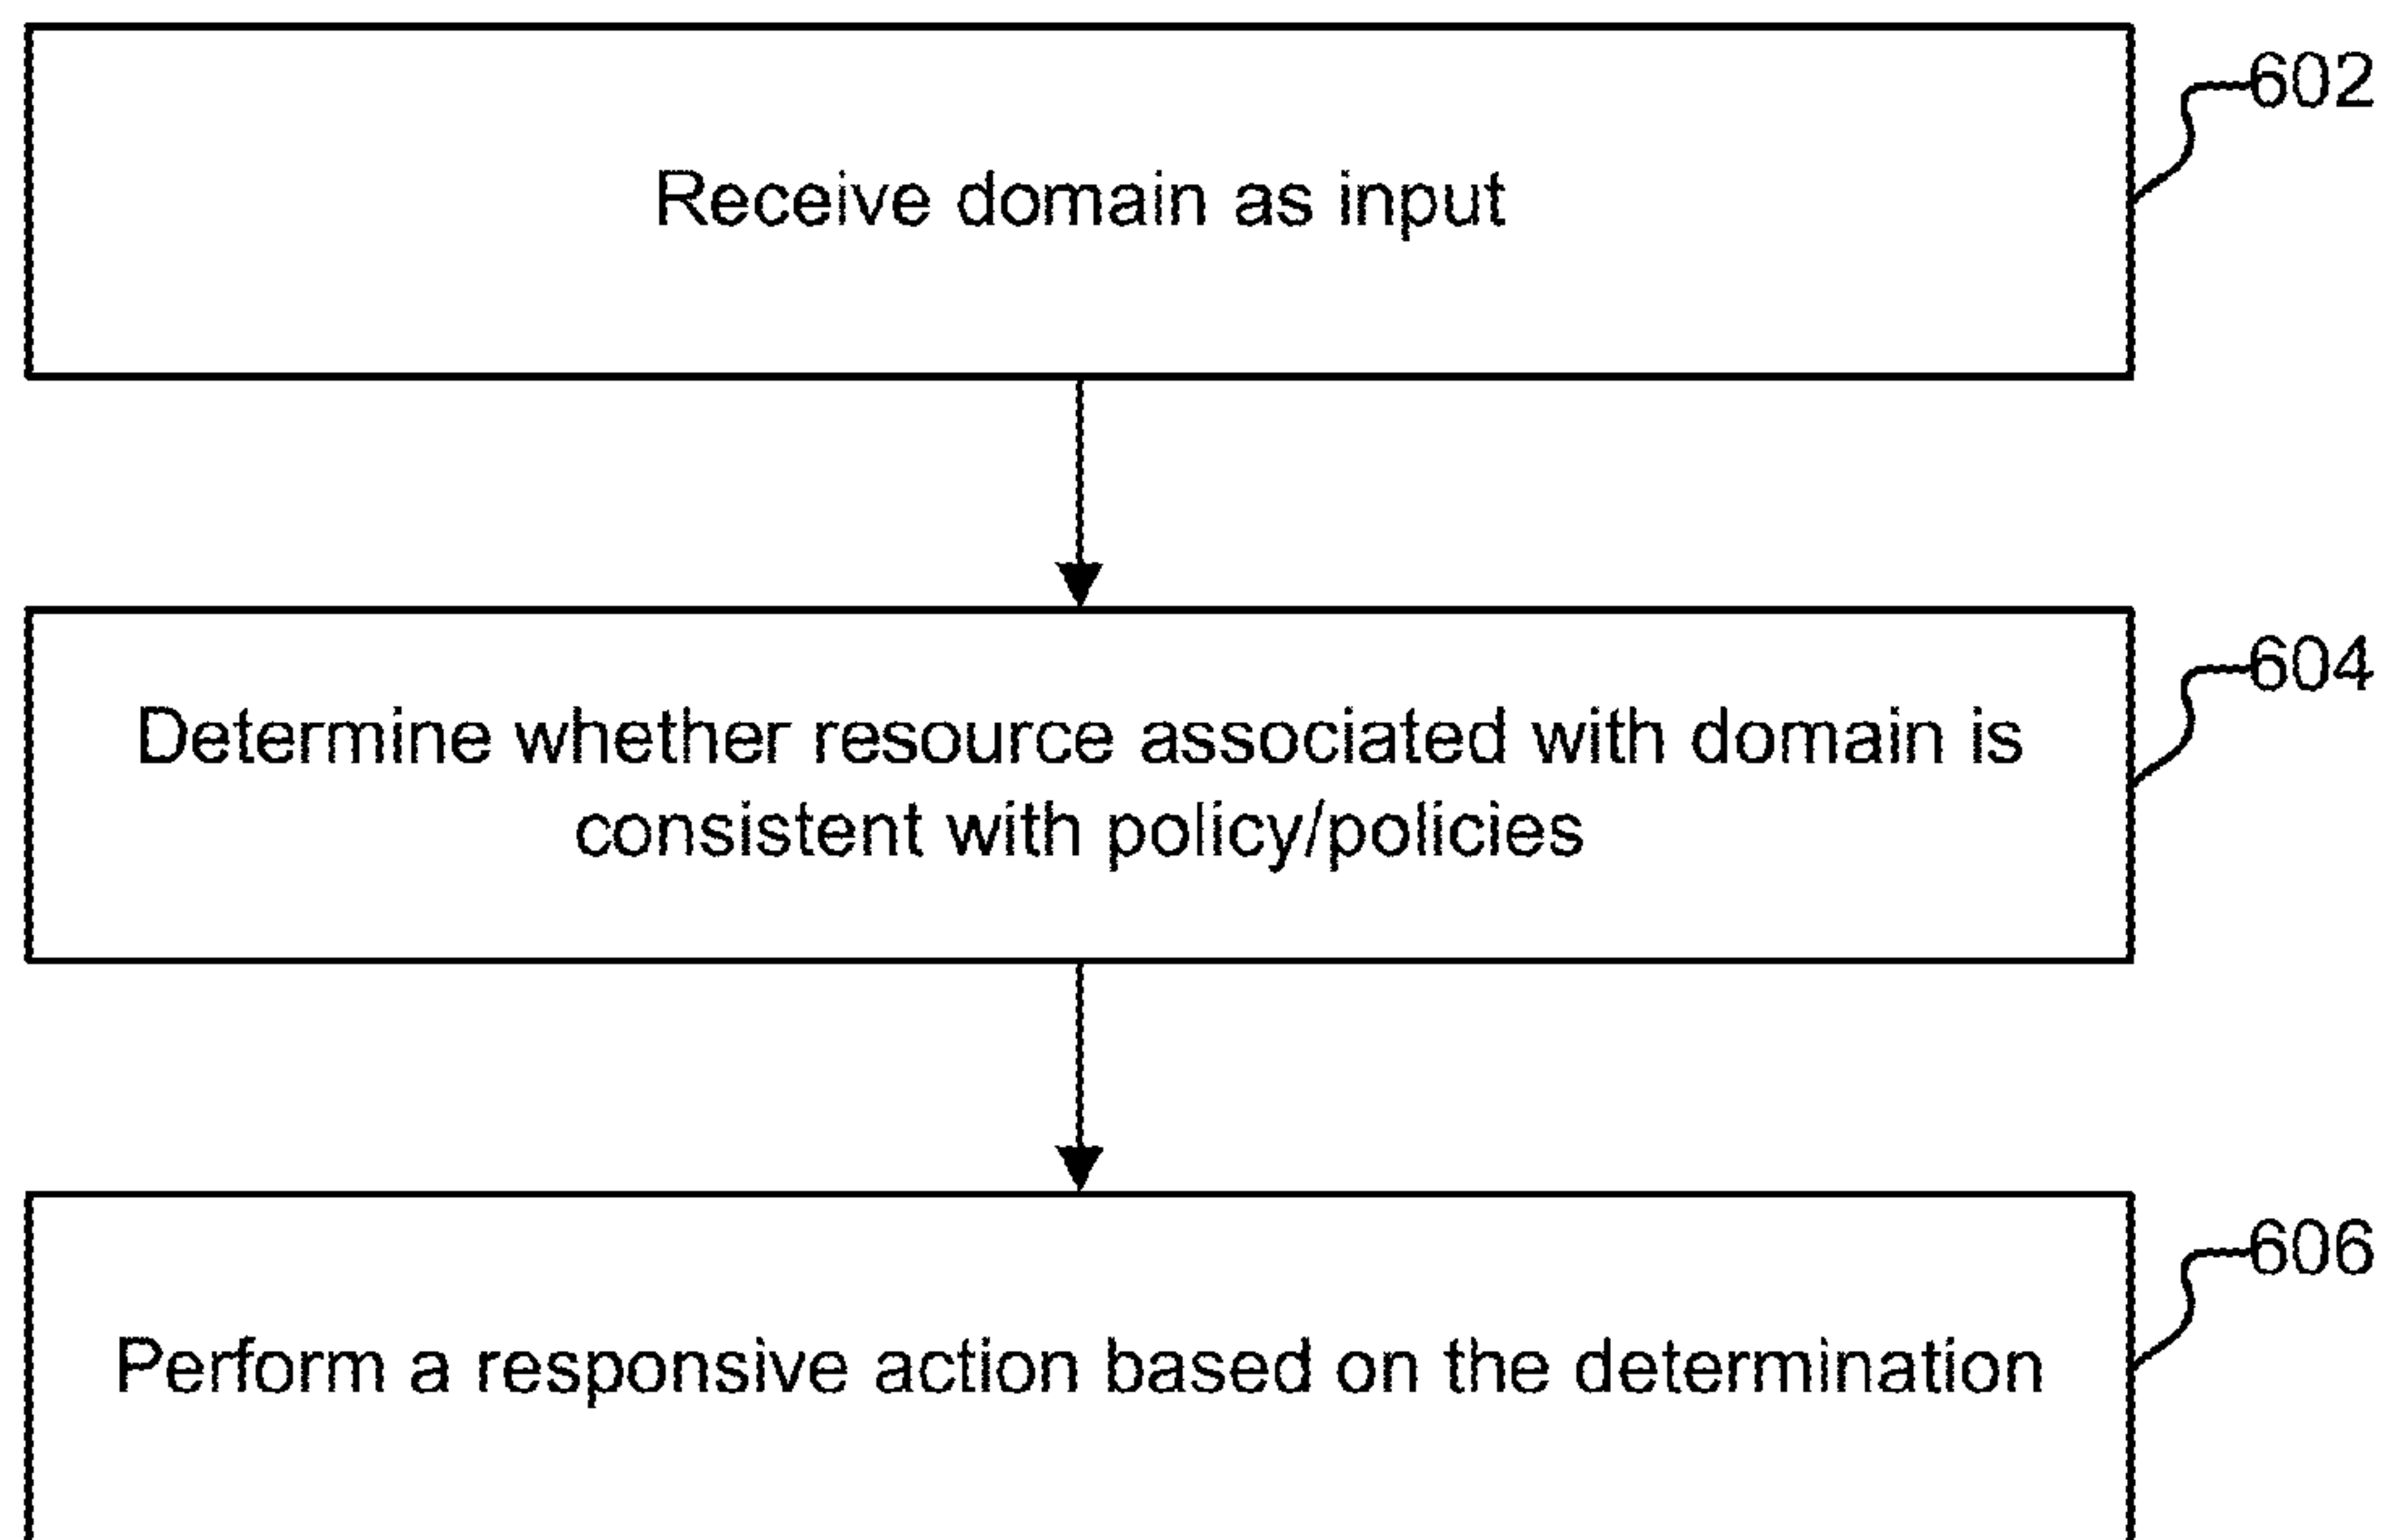 602
Receive domain as input
604
Determine whether resource associated with domain is
consistent with policy/policies
606
Perform a responsive action based on the determination